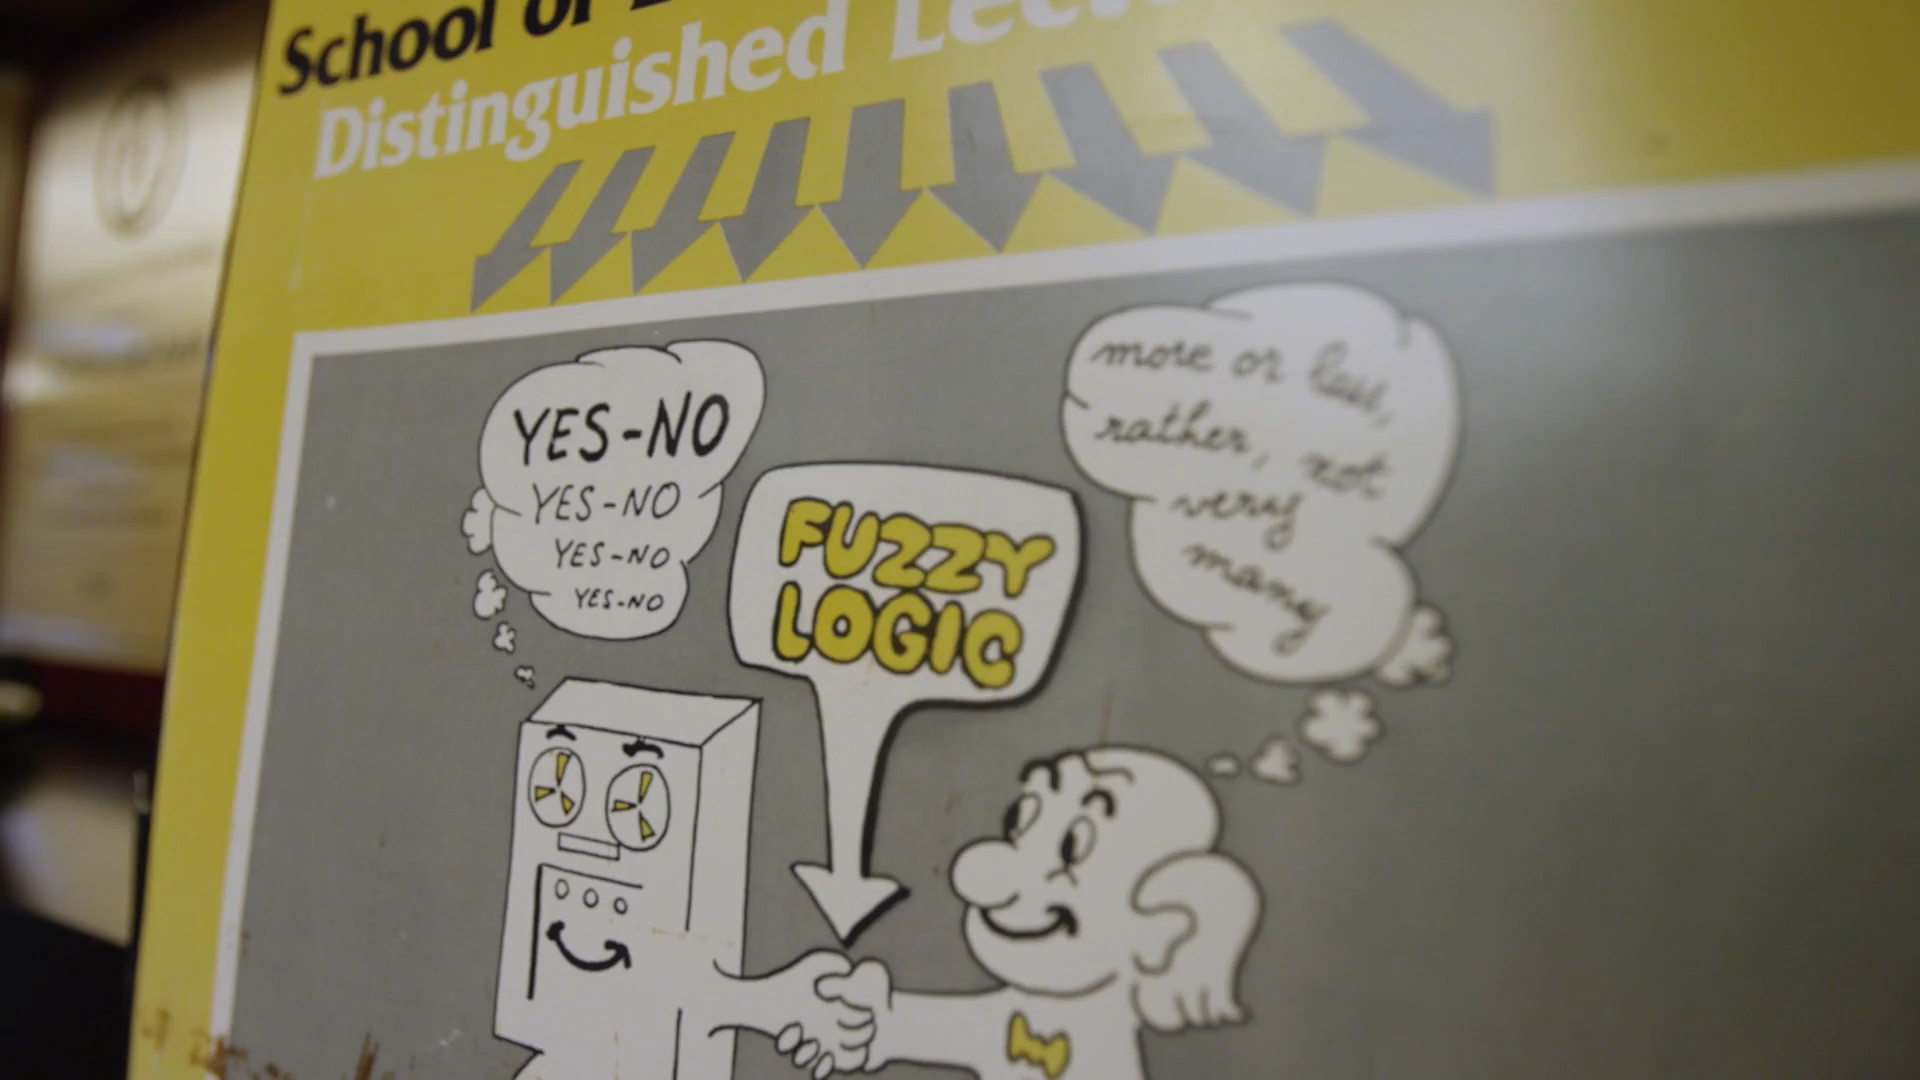 School of
Distinguished
YES-NO
YES-NO
YES-NO
YES-NO
FUZZY
LOGIC
more or less,
rather, not
very
many